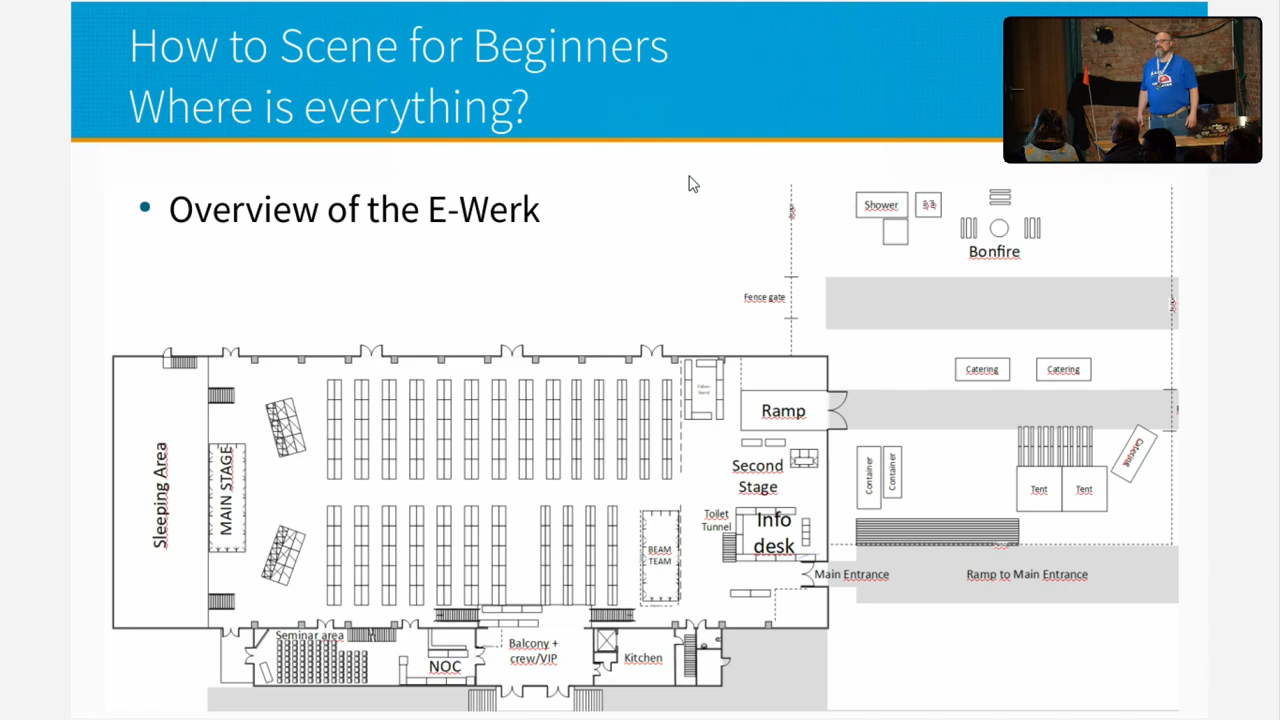 How to Scene for Beginners
Where is everything?
• Overview of the E-Werk
Shower
Bonfire
Fence gate
Catering
Catering
Ramp
Sleeping Area
MAIN STAGE
Second
Stage
Container
Container
Catering
Tent
Tent
Toilet
Tunnel
Info
desk
BEAM
TEAM
Main Entrance
Ramp to Main Entrance
Seminar area
NOC
Balcony +
crew/VIP
Kitchen